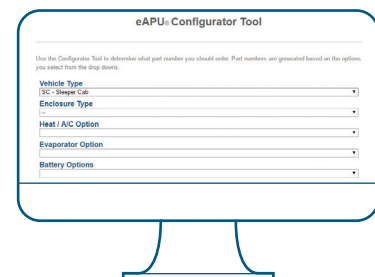 eAPU® Configurator Tool
Use the Configurator Tool to determine what part number you should order Part numbers are generated based on the options
you select from the drop downs.
Vehicle Type
SC - Sleeper Cab
Enclosure Type
--
Heat / A/C Option
Evaporator Option
Battery Options